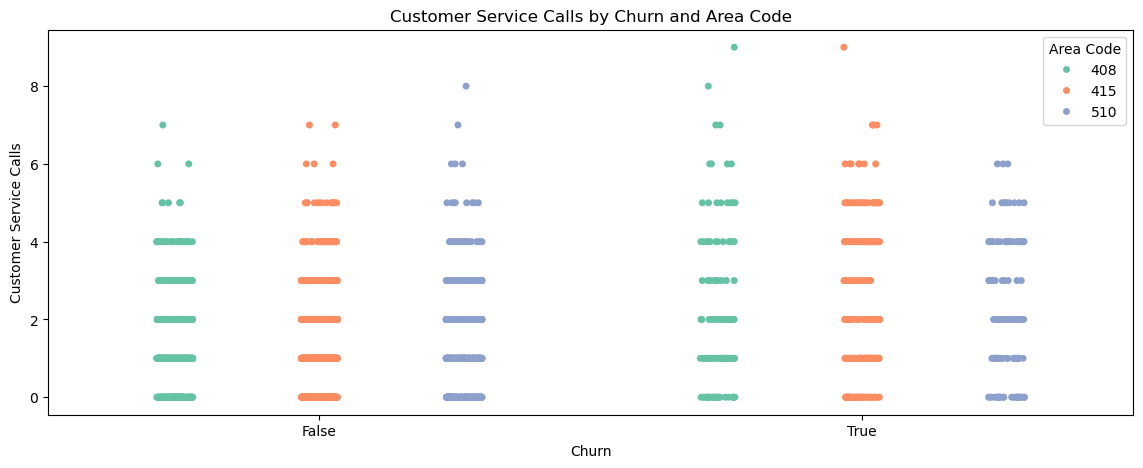 Customer Service Calls by Churn and Area Code
Area Code
408
415
510
Customer Service Calls
8
6
4
2
0
False
True
Churn